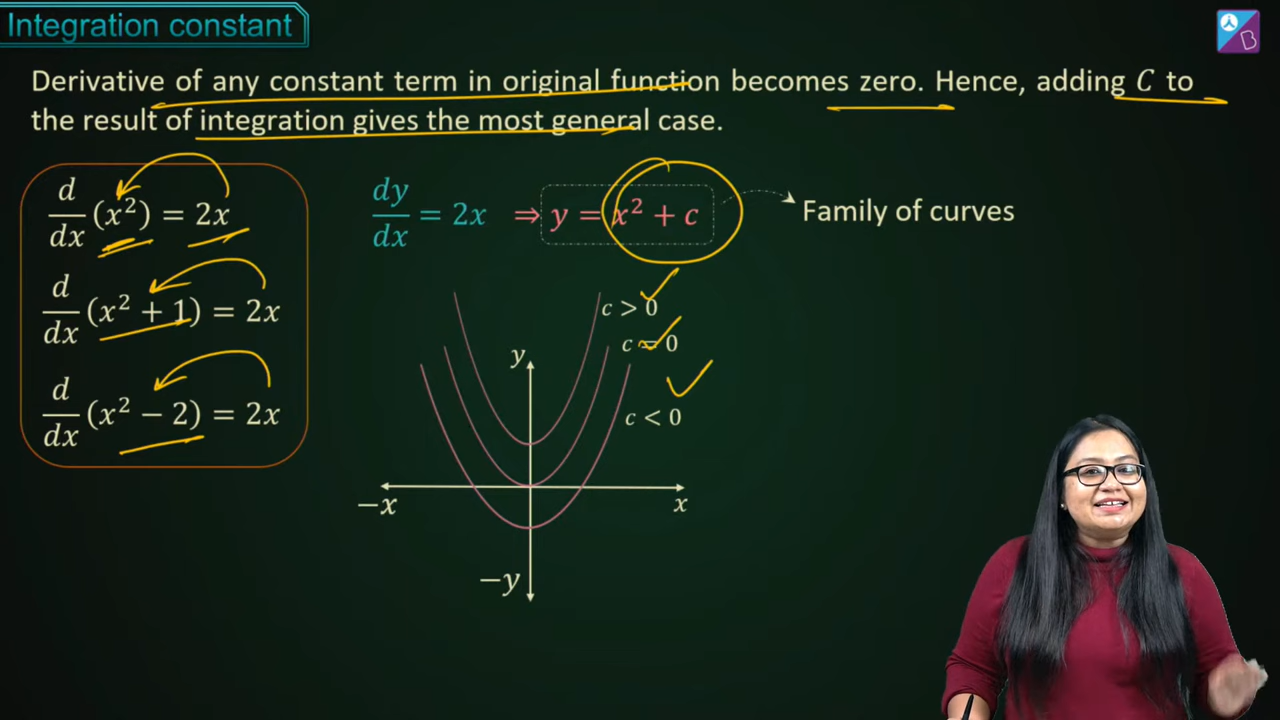 Integration constant
Derivative of any constant term in original function becomes zero. Hence, adding C to
the result of integration gives the most general case.
d/dx (x²) = 2x
d/dx (x² + 1) = 2x
d/dx (x² − 2) = 2x
dy/dx = 2x ⇒ y = x² + c
Family of curves
c > 0
c = 0
c < 0
y
−x
x
−y
A
B